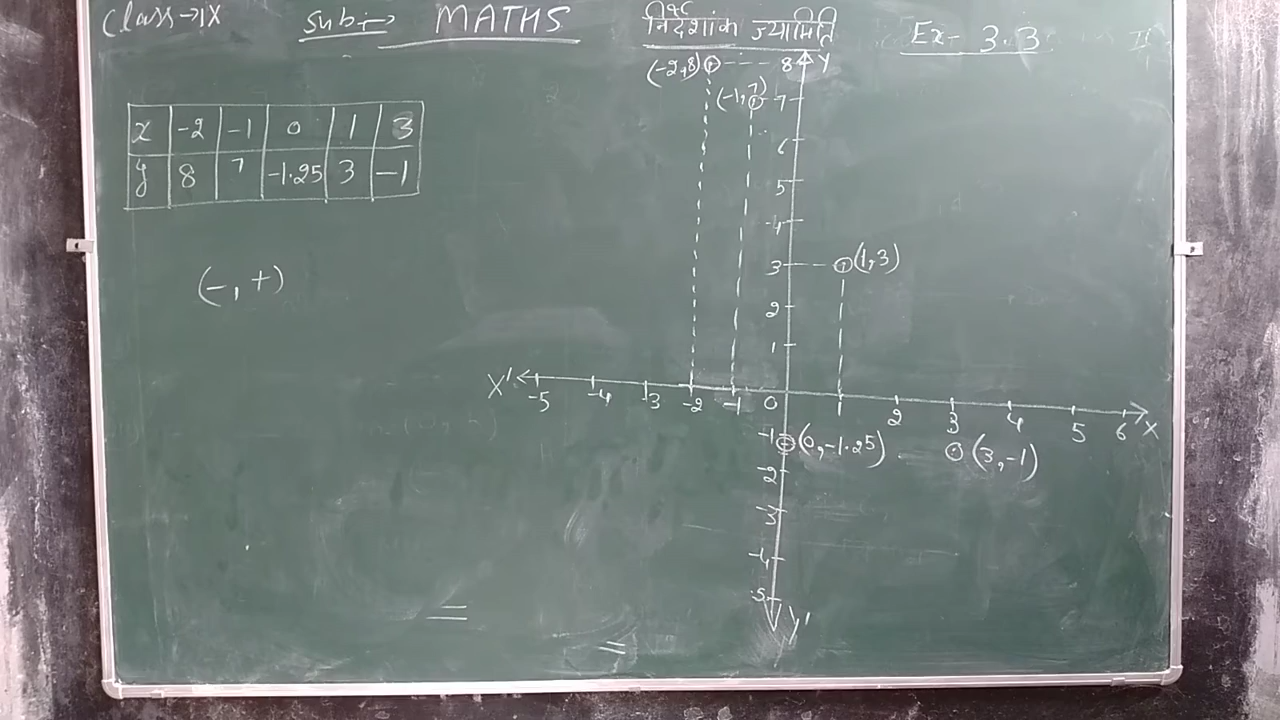 Class→IX Sub:→ MATHS निर्देशांक ज्यामिति Ex- 3.3
(-2,8) 8 Y
(-1,7) 7
x -2 -1 0 1 3
y 8 7 -1.25 3 -1
6
5
4
(-, +)
3 (1,3)
2
1
X' -5 -4 -3 -2 -1 0 1 2 3 4 5 6 X
-1 (0,-1.25) (3,-1)
-2
-3
-4
-5
Y'